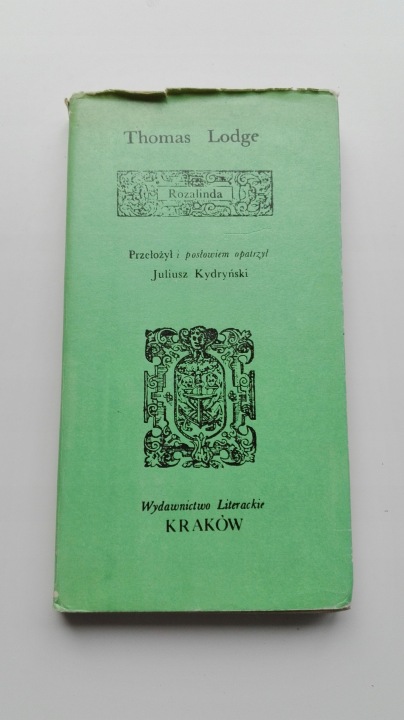 Thomas Lodge
Rozalinda
Przełożył i posłowiem opatrzył
Juliusz Kydryński
Wydawnictwo Literackie
KRAKÓW